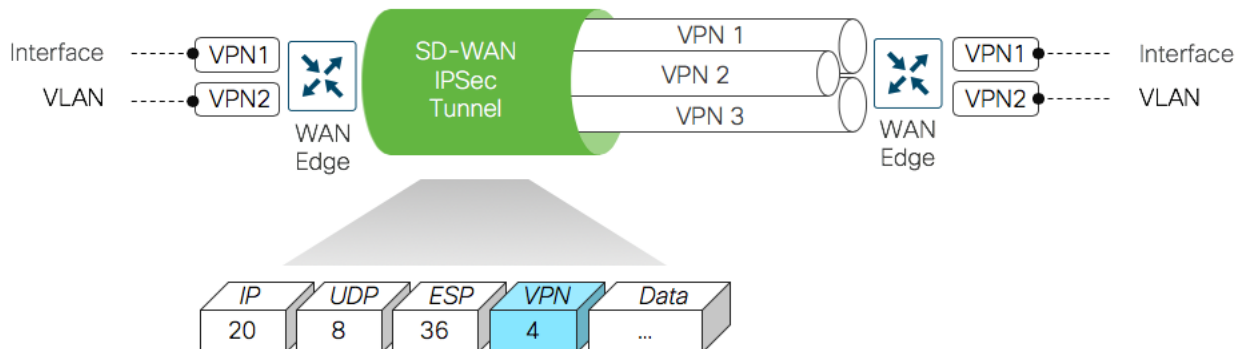 Interface
VLAN
VPN1
VPN2
WAN
Edge
SD-WAN
IPSec
Tunnel
VPN 1
VPN 2
VPN 3
WAN
Edge
VPN1
VPN2
Interface
VLAN
IP
UDP
ESP
VPN
Data
20
8
36
4
...